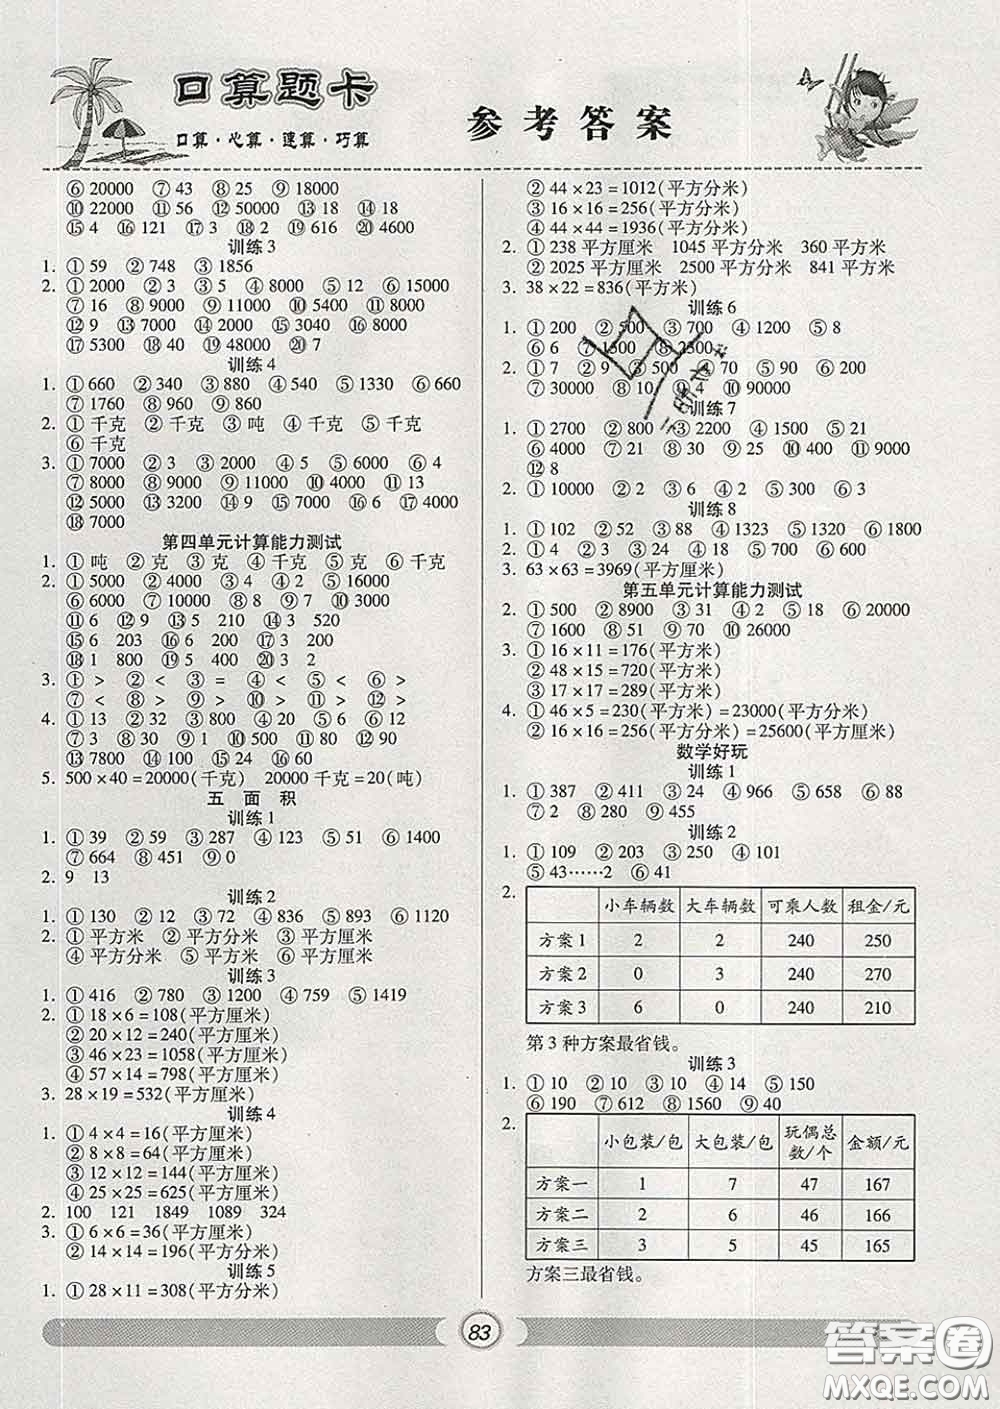 口算题卡
口算·心算·速算·巧算
参考答案
⑥ 20000 ⑦ 43 ⑧ 25 ⑨ 18000
⑩ 22000 ⑪ 56 ⑫ 50000 ⑬ 18 ⑭ 18
⑮ 4 ⑯ 121 ⑰ 3 ⑱ 9 ⑲ 616 ⑳ 4600
训练3
1. ① 59 ② 748 ③ 1856
2. ① 2000 ② 3 ③ 5 ④ 8000 ⑤ 12 ⑥ 15000
⑦ 16 ⑧ 9000 ⑨ 11000 ⑩ 5400 ⑪ 8000
⑫ 9 ⑬ 7000 ⑭ 2000 ⑮ 3040 ⑯ 8000
⑰ 5300 ⑱ 40 ⑲ 48000 ⑳ 7
训练4
1. ① 660 ② 340 ③ 880 ④ 540 ⑤ 1330 ⑥ 660
⑦ 1760 ⑧ 960 ⑨ 860
2. ① 千克 ② 千克 ③ 吨 ④ 千克 ⑤ 千克
⑥ 千克
3. ① 7000 ② 3 ③ 2000 ④ 5 ⑤ 6000 ⑥ 4
⑦ 8000 ⑧ 9000 ⑨ 11000 ⑩ 4000 ⑪ 13
⑫ 5000 ⑬ 3200 ⑭ 9 ⑮ 7000 ⑯ 6 ⑰ 4000
⑱ 7000
第四单元计算能力测试
1. ① 吨 ② 克 ③ 克 ④ 千克 ⑤ 克 ⑥ 千克
2. ① 5000 ② 4000 ③ 4 ④ 2 ⑤ 16000
⑥ 6000 ⑦ 10000 ⑧ 8 ⑨ 7 ⑩ 3000
⑪ 6 ⑫ 9 ⑬ 5 210 ⑭ 3 520
⑮ 6 203 ⑯ 6 200 ⑰ 3 200
⑱ 1 800 ⑲ 5 400 ⑳ 3 2
3. ① > ② < ③ = ④ < ⑤ < ⑥ >
⑦ < ⑧ > ⑨ > ⑩ > ⑪ > ⑫ >
4. ① 13 ② 32 ③ 800 ④ 20 ⑤ 6 ⑥ 12
⑦ 3 ⑧ 30 ⑨ 1 ⑩ 500 ⑪ 80 ⑫ 90
⑬ 7800 ⑭ 100 ⑮ 24 ⑯ 60
5. 500×40=20000(千克) 20000千克=20(吨)
五 面 积
训练1
1. ① 39 ② 59 ③ 287 ④ 123 ⑤ 51 ⑥ 1400
⑦ 664 ⑧ 451 ⑨ 0
2. 9 13
训练2
1. ① 130 ② 12 ③ 72 ④ 836 ⑤ 893 ⑥ 1120
2. ① 平方米 ② 平方分米 ③ 平方厘米
④ 平方分米 ⑤ 平方米 ⑥ 平方厘米
训练3
1. ① 416 ② 780 ③ 1200 ④ 759 ⑤ 1419
2. ① 18×6=108(平方厘米)
② 20×12=240(平方厘米)
③ 46×23=1058(平方厘米)
④ 57×14=798(平方厘米)
3. 28×19=532(平方厘米)
训练4
1. ① 4×4=16(平方厘米)
② 8×8=64(平方厘米)
③ 12×12=144(平方厘米)
④ 25×25=625(平方厘米)
2. 100 121 1849 1089 324
3. ① 6×6=36(平方厘米)
② 14×14=196(平方分米)
训练5
1. ① 28×11=308(平方分米)
② 44×23=1012(平方分米)
③ 16×16=256(平方分米)
④ 44×44=1936(平方分米)
2. ① 238平方厘米 1045平方分米 360平方米
② 2025平方厘米 2500平方分米 841平方米
3. 38×22=836(平方米)
训练6
1. ① 200 ② 500 ③ 700 ④ 1200 ⑤ 8
⑥ 6 ⑦ 1300 ⑧ 2300
2. ① 7 ② 9 ③ 500 ④ 70 ⑤ 90 ⑥ 5
⑦ 30000 ⑧ 10 ⑨ 4 ⑩ 90000
训练7
1. ① 2700 ② 800 ③ 2200 ④ 1500 ⑤ 21
⑥ 4000 ⑦ 21 ⑧ 30 ⑨ 30 ⑩ 40 ⑪ 9000
⑫ 8
2. ① 10000 ② 2 ③ 6 ④ 2 ⑤ 300 ⑥ 3
训练8
1. ① 102 ② 52 ③ 88 ④ 1323 ⑤ 1320 ⑥ 1800
2. ① 4 ② 3 ③ 24 ④ 18 ⑤ 700 ⑥ 600
3. 63×63=3969(平方厘米)
第五单元计算能力测试
2. ① 500 ② 8900 ③ 31 ④ 2 ⑤ 18 ⑥ 20000
⑦ 1600 ⑧ 51 ⑨ 70 ⑩ 26000
3. ① 16×11=176(平方米)
② 48×15=720(平方米)
③ 17×17=289(平方米)
4. ① 46×5=230(平方米)=23000(平方分米)
② 16×16=256(平方分米)=25600(平方厘米)
数学好玩
训练1
1. ① 387 ② 411 ③ 24 ④ 966 ⑤ 658 ⑥ 88
⑦ 2 ⑧ 280 ⑨ 455
训练2
1. ① 109 ② 203 ③ 250 ④ 101
⑤ 43……2 ⑥ 41
2.
小车辆数 大车辆数 可乘人数 租金/元
方案1 2 2 240 250
方案2 0 3 240 270
方案3 6 0 240 210
第3种方案最省钱。
训练3
1. ① 10 ② 10 ③ 10 ④ 14 ⑤ 150
⑥ 190 ⑦ 612 ⑧ 1560 ⑨ 40
2.
小包装/包 大包装/包 玩偶总数/个 金额/元
方案一 1 7 47 167
方案二 2 6 46 166
方案三 3 5 45 165
方案三最省钱。
83
答案圈
MXQE.COM